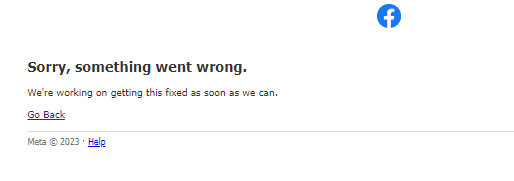 Sorry, something went wrong.
We're working on getting this fixed as soon as we can.
Go Back
Meta © 2023 · Help